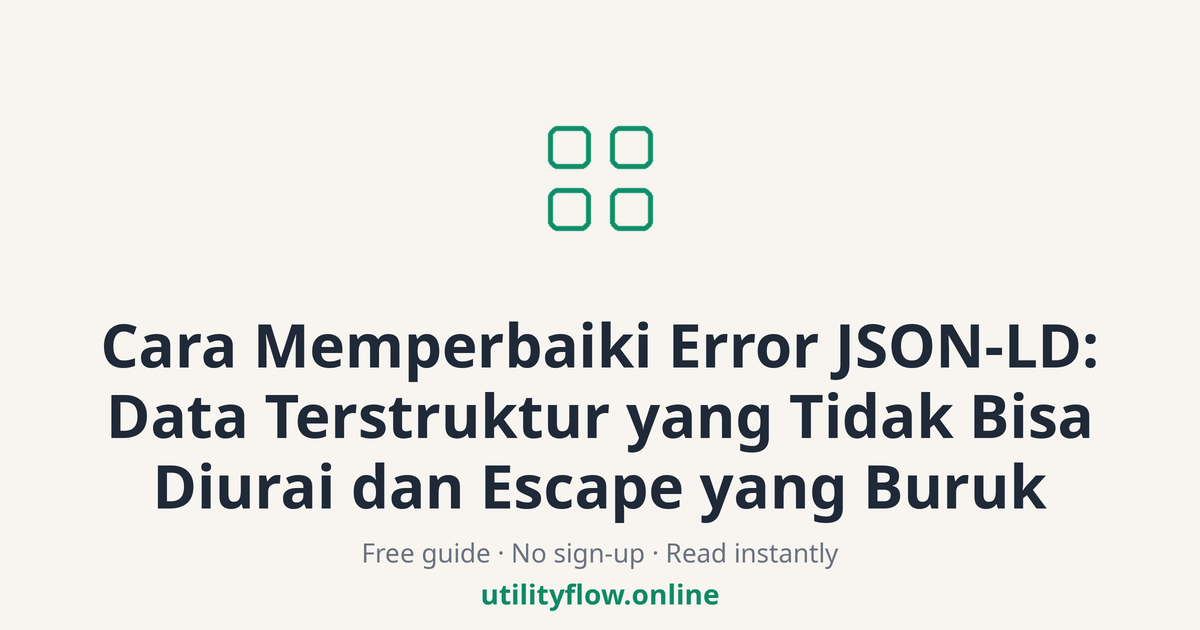 Cara Memperbaiki Error JSON-LD:
Data Terstruktur yang Tidak Bisa
Diurai dan Escape yang Buruk
Free guide · No sign-up · Read instantly
utilityflow.online